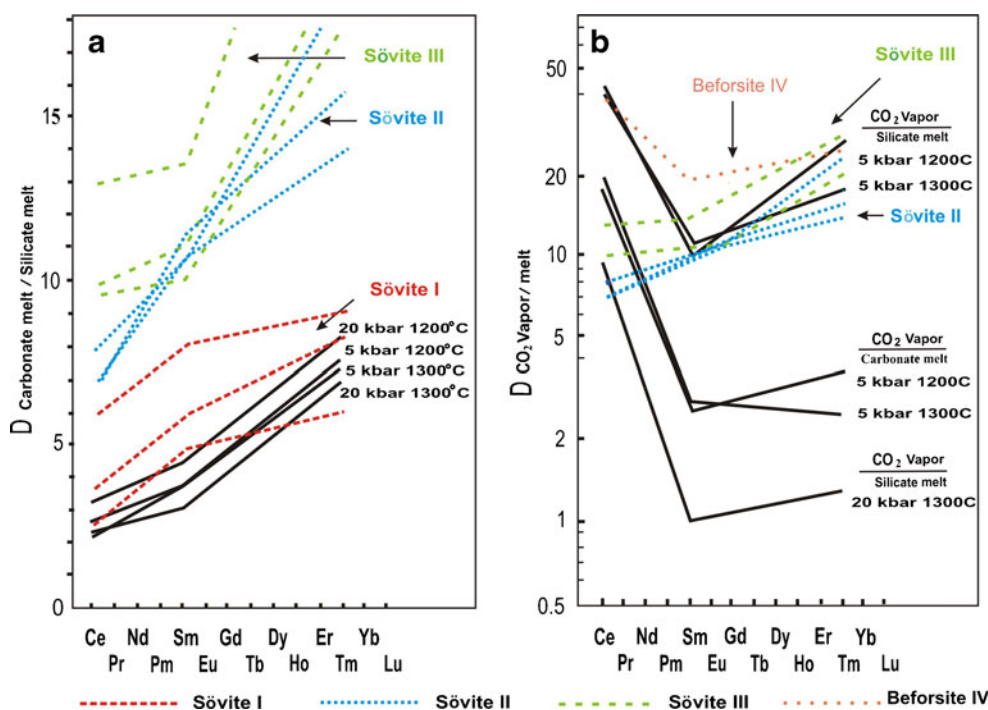 a
15
10
5
0
D Carbonate melt / Silicate melt
Sövite III
Sövite II
Sövite I
20 kbar 1200°C
5 kbar 1200°C
5 kbar 1300°C
20 kbar 1300°C
Ce Nd Sm Gd Dy Er Yb
Pr Pm Eu Tb Ho Tm Lu
b
50
20
10
5
2
1
0.5
D CO2 Vapor/ melt
Sövite III
Beforsite IV
CO2 Vapor
Silicate melt
5 kbar 1200C
5 kbar 1300C
Sövite II
CO2 Vapor
Carbonate melt
5 kbar 1200C
5 kbar 1300C
CO2 Vapor
Silicate melt
20 kbar 1300C
Ce Nd Sm Gd Dy Er Yb
Pr Pm Eu Tb Ho Tm Lu
Sövite I Sövite II Sövite III Beforsite IV